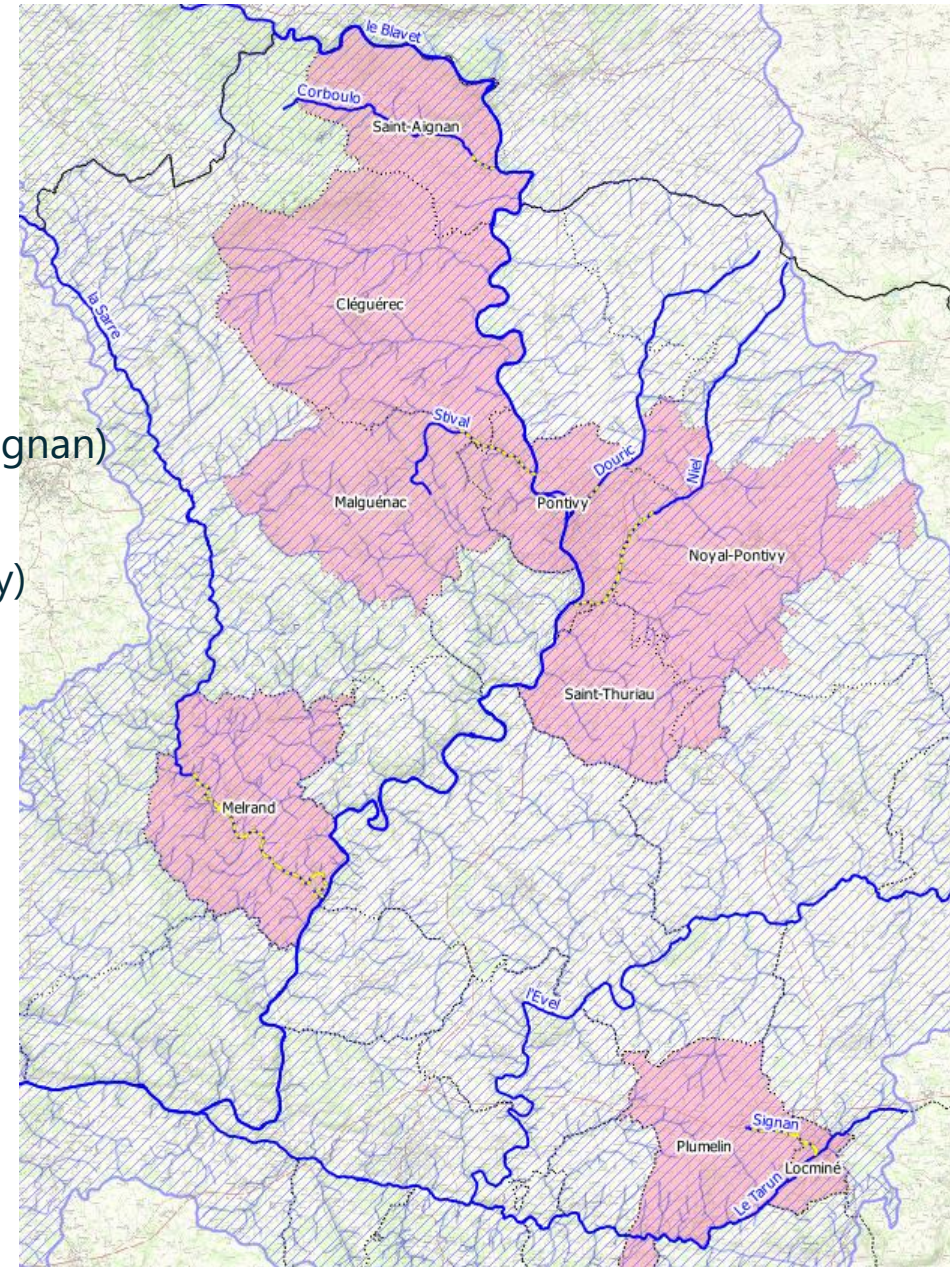 le Blavet
Corboulo
Saint-Aignan
la Sarre
Cléguérec
Stival
gnan)
Douric
Niel
Malguénac
Pontivy
Noyal-Pontivy
y)
Saint-Thuriau
Melrand
l'Evel
Signan
Plumelin
Locminé
Le Tarun